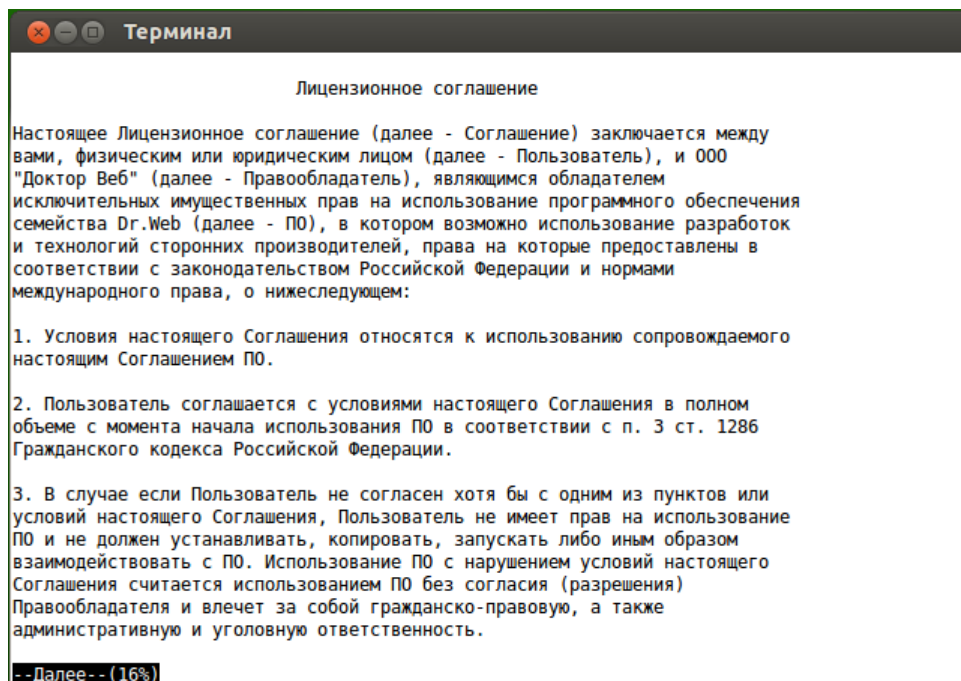 Терминал
Лицензионное соглашение
Настоящее Лицензионное соглашение (далее - Соглашение) заключается между
вами, физическим или юридическим лицом (далее - Пользователь), и ООО
"Доктор Веб" (далее - Правообладатель), являющимся обладателем
исключительных имущественных прав на использование программного обеспечения
семейства Dr.Web (далее - ПО), в котором возможно использование разработок
и технологий сторонних производителей, права на которые предоставлены в
соответствии с законодательством Российской Федерации и нормами
международного права, о нижеследующем:
1. Условия настоящего Соглашения относятся к использованию сопровождаемого
настоящим Соглашением ПО.
2. Пользователь соглашается с условиями настоящего Соглашения в полном
объеме с момента начала использования ПО в соответствии с п. 3 ст. 1286
Гражданского кодекса Российской Федерации.
3. В случае если Пользователь не согласен хотя бы с одним из пунктов или
условий настоящего Соглашения, Пользователь не имеет прав на использование
ПО и не должен устанавливать, копировать, запускать либо иным образом
взаимодействовать с ПО. Использование ПО с нарушением условий настоящего
Соглашения считается использованием ПО без согласия (разрешения)
Правообладателя и влечет за собой гражданско-правовую, а также
административную и уголовную ответственность.
--Далее--(16%)